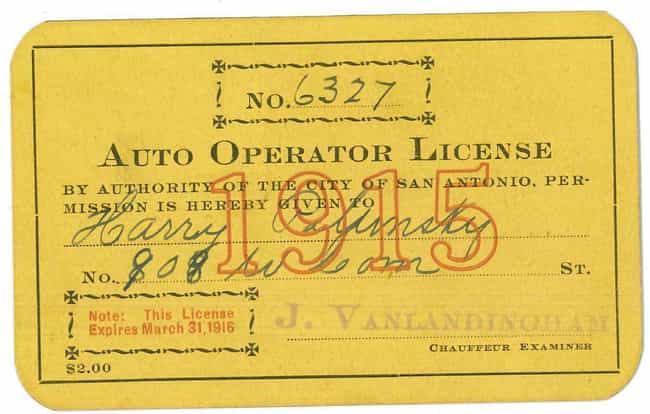 No. 6327
AUTO OPERATOR LICENSE
BY AUTHORITY OF THE CITY OF SAN ANTONIO, PER-
MISSION IS HEREBY GIVEN TO
1915
Harry
No. 808 W Com ST.
Note: This License
Expires March 31, 1916
J. VANLANDINGHAM
CHAUFFEUR EXAMINER
$2.00